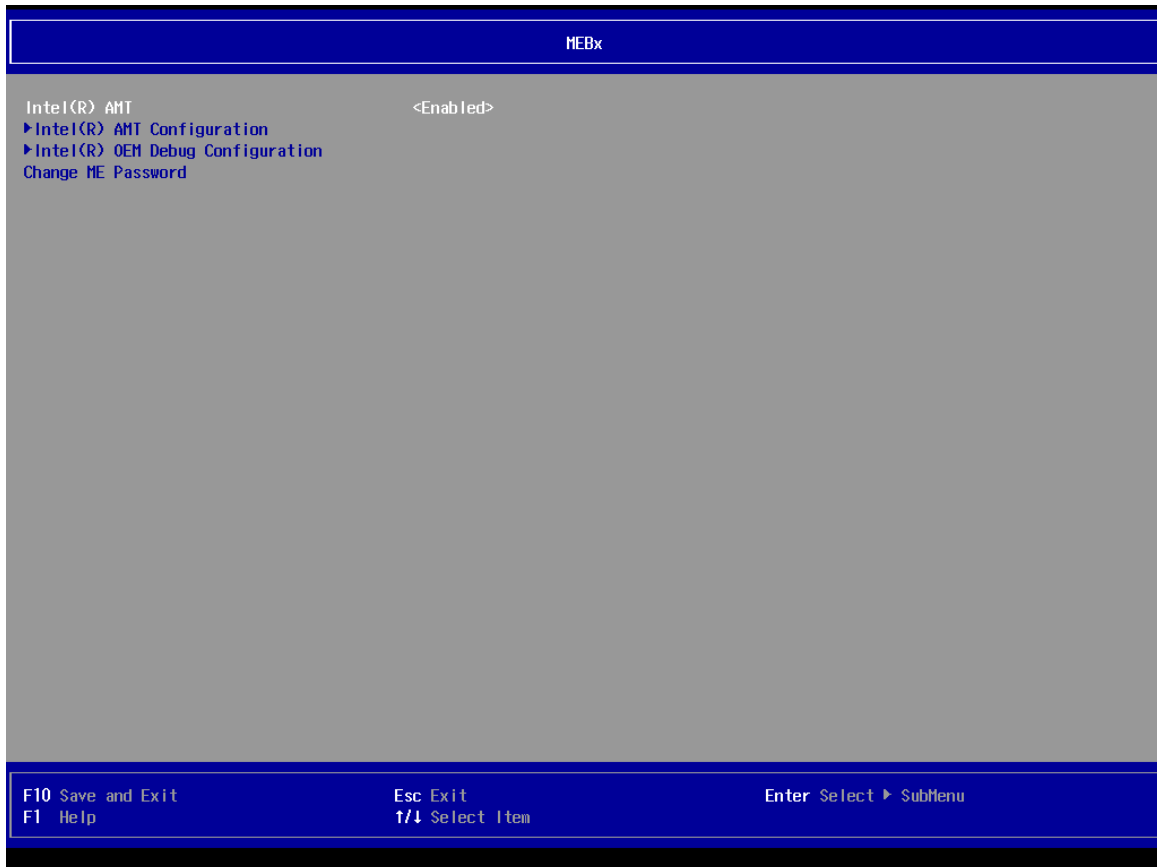 MEBx
Intel(R) AMT <Enabled>
▶Intel(R) AMT Configuration
▶Intel(R) OEM Debug Configuration
Change ME Password
F10 Save and Exit Esc Exit Enter Select ▶ SubMenu
F1 Help ↑/↓ Select Item